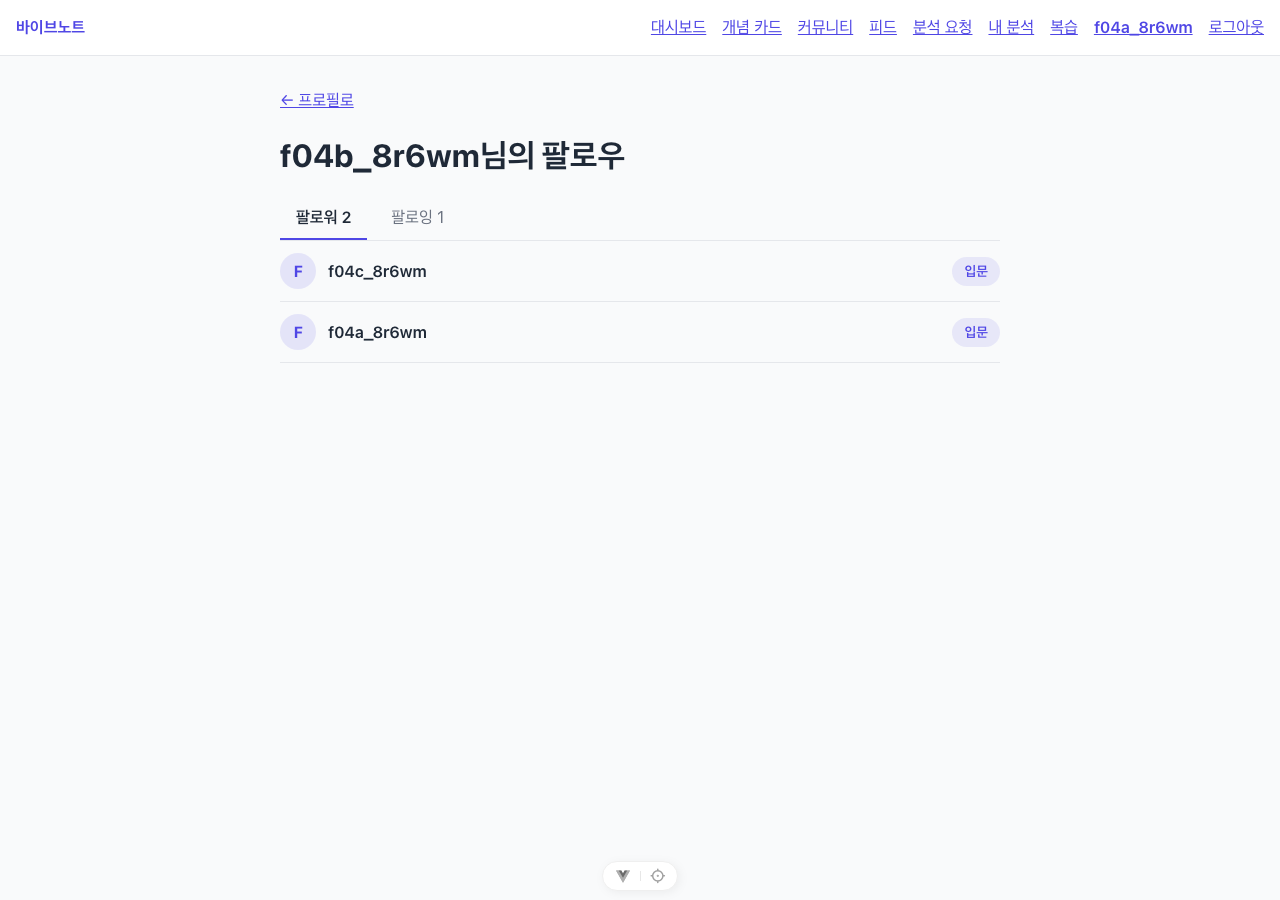 바이브노트 대시보드 개념 카드 커뮤니티 피드 분석 요청 내 분석 복습 f04a_8r6wm 로그아웃
← 프로필로
f04b_8r6wm님의 팔로우
팔로워 2 팔로잉 1
F f04c_8r6wm 입문
F f04a_8r6wm 입문